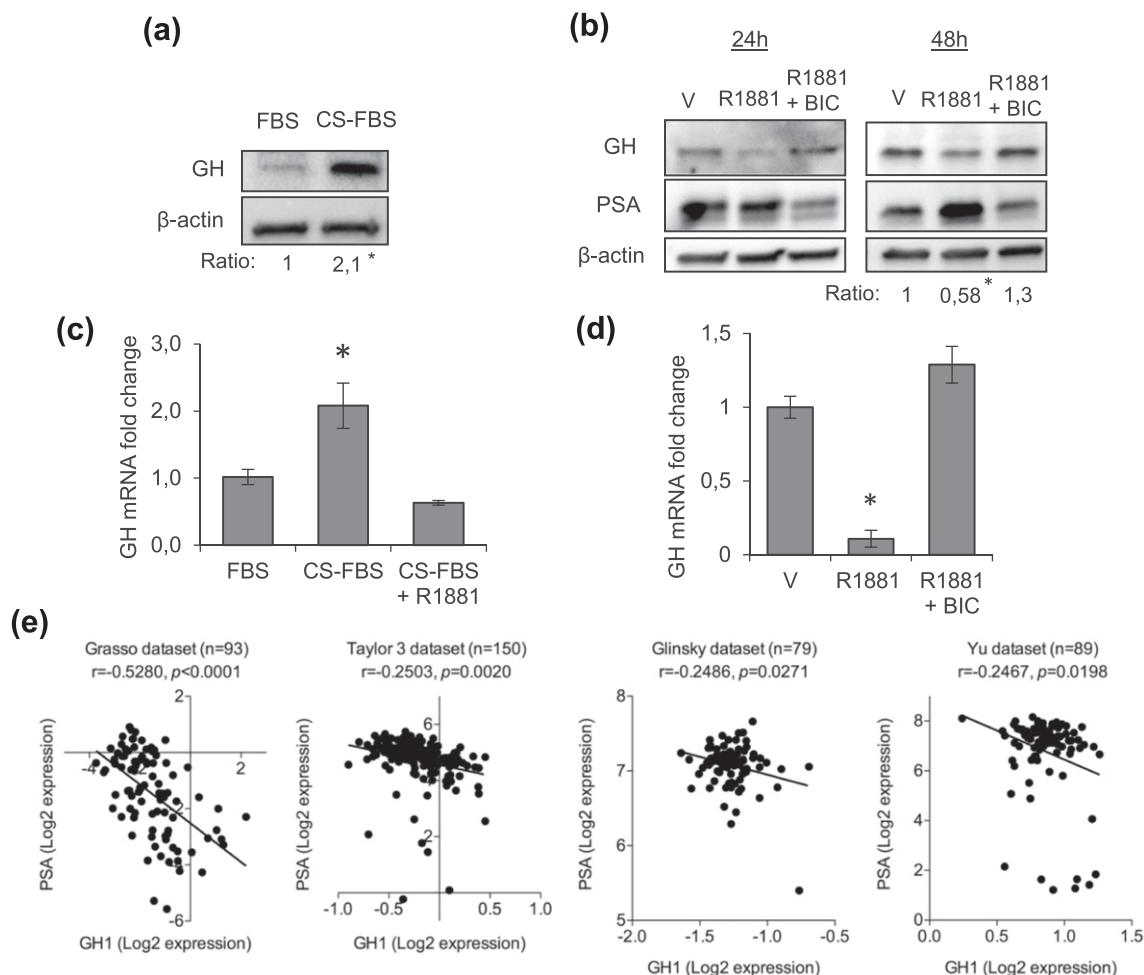 (a)
FBS CS-FBS
GH
β-actin
Ratio: 1 2,1 *
(b)
24h 48h
V R1881 R1881 + BIC V R1881 R1881 + BIC
GH
PSA
β-actin
Ratio: 1 0,58 * 1,3
(c)
GH mRNA fold change
3,0
2,0
1,0
0,0
*
FBS CS-FBS CS-FBS
+ R1881
(d)
GH mRNA fold change
1,5
1
0,5
0
*
V R1881 R1881
+ BIC
(e)
Grasso dataset (n=93)
r=-0.5280, p<0.0001
PSA (Log2 expression)
2
-4 -2 2
-2
-4
-6
GH1 (Log2 expression)
Taylor 3 dataset (n=150)
r=-0.2503, p=0.0020
PSA (Log2 expression)
6
4
2
-1.0 -0.5 0.5 1.0
GH1 (Log2 expression)
Glinsky dataset (n=79)
r=-0.2486, p=0.0271
PSA (Log2 expression)
8
7
6
5
-2.0 -1.5 -1.0 -0.5
GH1 (Log2 expression)
Yu dataset (n=89)
r=-0.2467, p=0.0198
PSA (Log2 expression)
8
6
4
2
0
0.0 0.5 1.0 1.5
GH1 (Log2 expression)